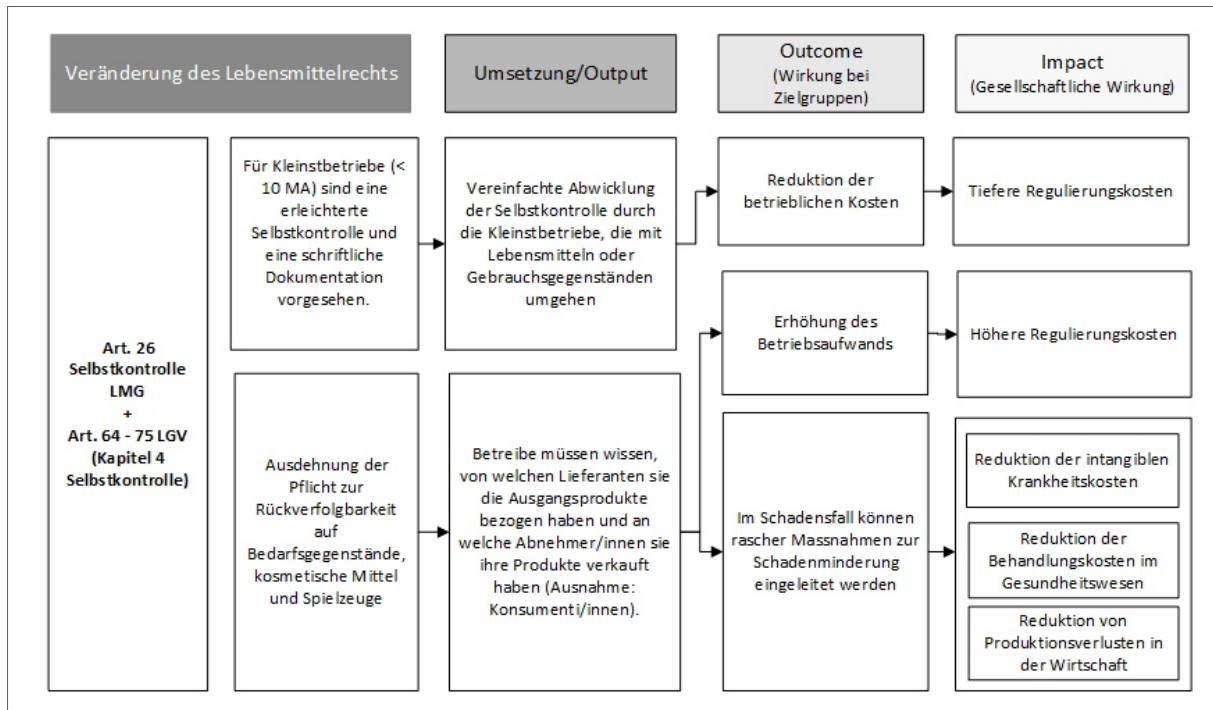 Veränderung des Lebensmittelrechts
Umsetzung/Output
Outcome
(Wirkung bei
Zielgruppen)
Impact
(Gesellschaftliche Wirkung)
Art. 26
Selbstkontrolle
LMG
+
Art. 64 - 75 LGV
(Kapitel 4
Selbstkontrolle)
Für Kleinstbetriebe (<
10 MA) sind eine
erleichterte
Selbstkontrolle und
eine schriftliche
Dokumentation
vorgesehen.
Vereinfachte Abwicklung
der Selbstkontrolle durch
die Kleinstbetriebe, die mit
Lebensmitteln oder
Gebrauchsgegenständen
umgehen
Reduktion der
betrieblichen Kosten
Tiefere Regulierungskosten
Erhöhung des
Betriebsaufwands
Höhere Regulierungskosten
Ausdehnung der
Pflicht zur
Rückverfolgbarkeit
auf
Bedarfsgegenstände,
kosmetische Mittel
und Spielzeuge
Betreibe müssen wissen,
von welchen Lieferanten sie
die Ausgangsprodukte
bezogen haben und an
welche Abnehmer/innen sie
ihre Produkte verkauft
haben (Ausnahme:
Konsumenti/innen).
Im Schadensfall können
rascher Massnahmen zur
Schadenminderung
eingeleitet werden
Reduktion der intangiblen
Krankheitskosten
Reduktion der
Behandlungskosten im
Gesundheitswesen
Reduktion von
Produktionsverlusten in
der Wirtschaft